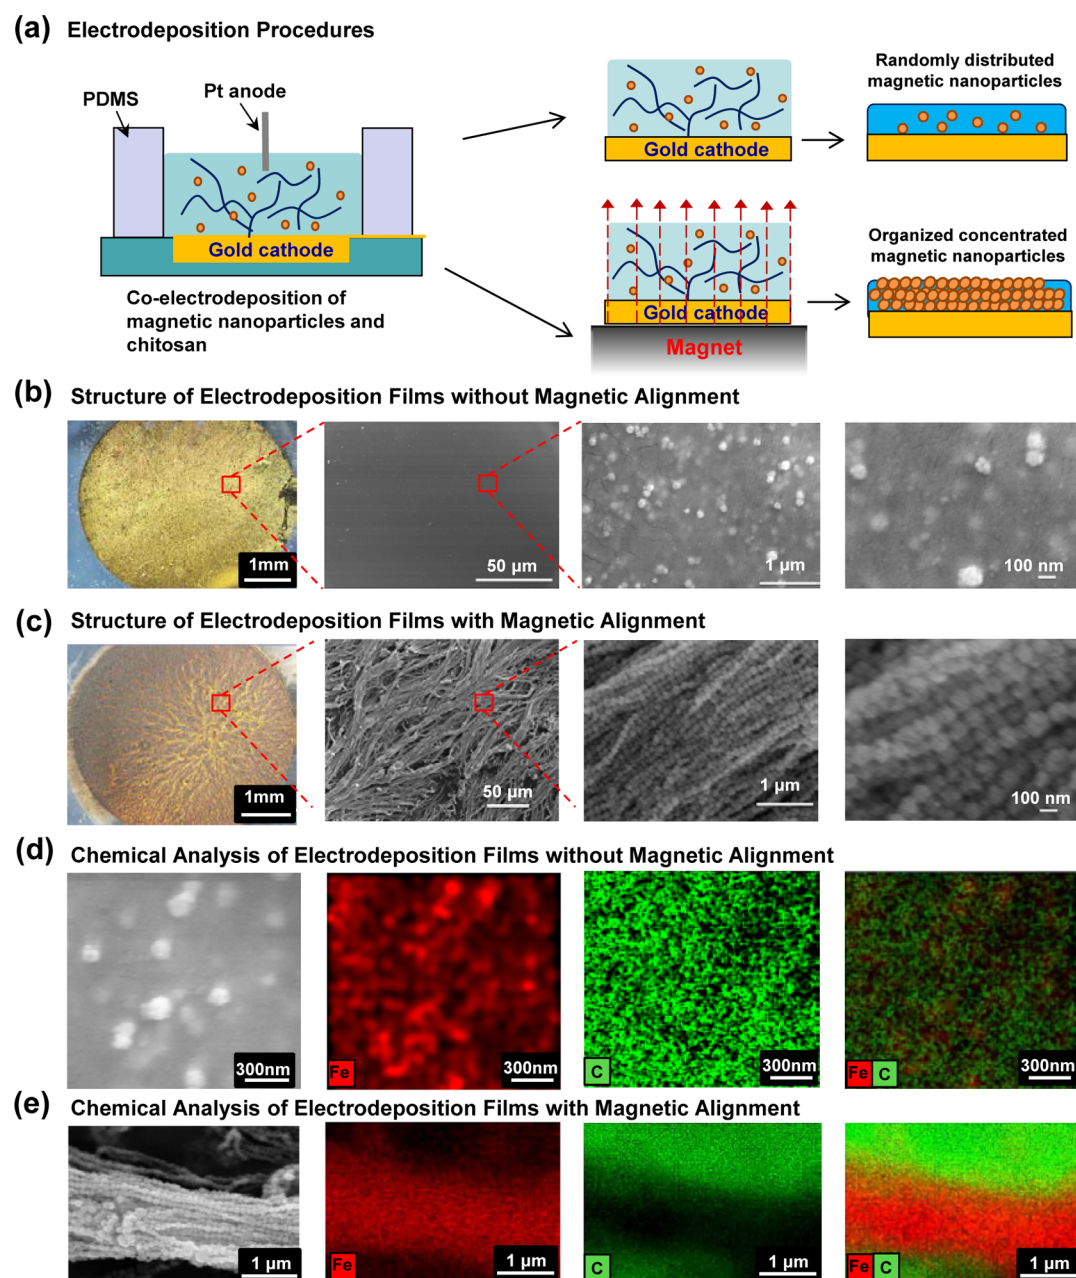 (a) Electrodeposition Procedures
PDMS
Pt anode
Gold cathode
Co-electrodeposition of
magnetic nanoparticles and
chitosan
Gold cathode
Randomly distributed
magnetic nanoparticles
Gold cathode
Magnet
Organized concentrated
magnetic nanoparticles
(b) Structure of Electrodeposition Films without Magnetic Alignment
1mm
50 µm
1 µm
100 nm
(c) Structure of Electrodeposition Films with Magnetic Alignment
1mm
50 µm
1 µm
100 nm
(d) Chemical Analysis of Electrodeposition Films without Magnetic Alignment
300nm
Fe
300nm
C
300nm
Fe C
300nm
(e) Chemical Analysis of Electrodeposition Films with Magnetic Alignment
1 µm
Fe
1 µm
C
1 µm
Fe C
1 µm